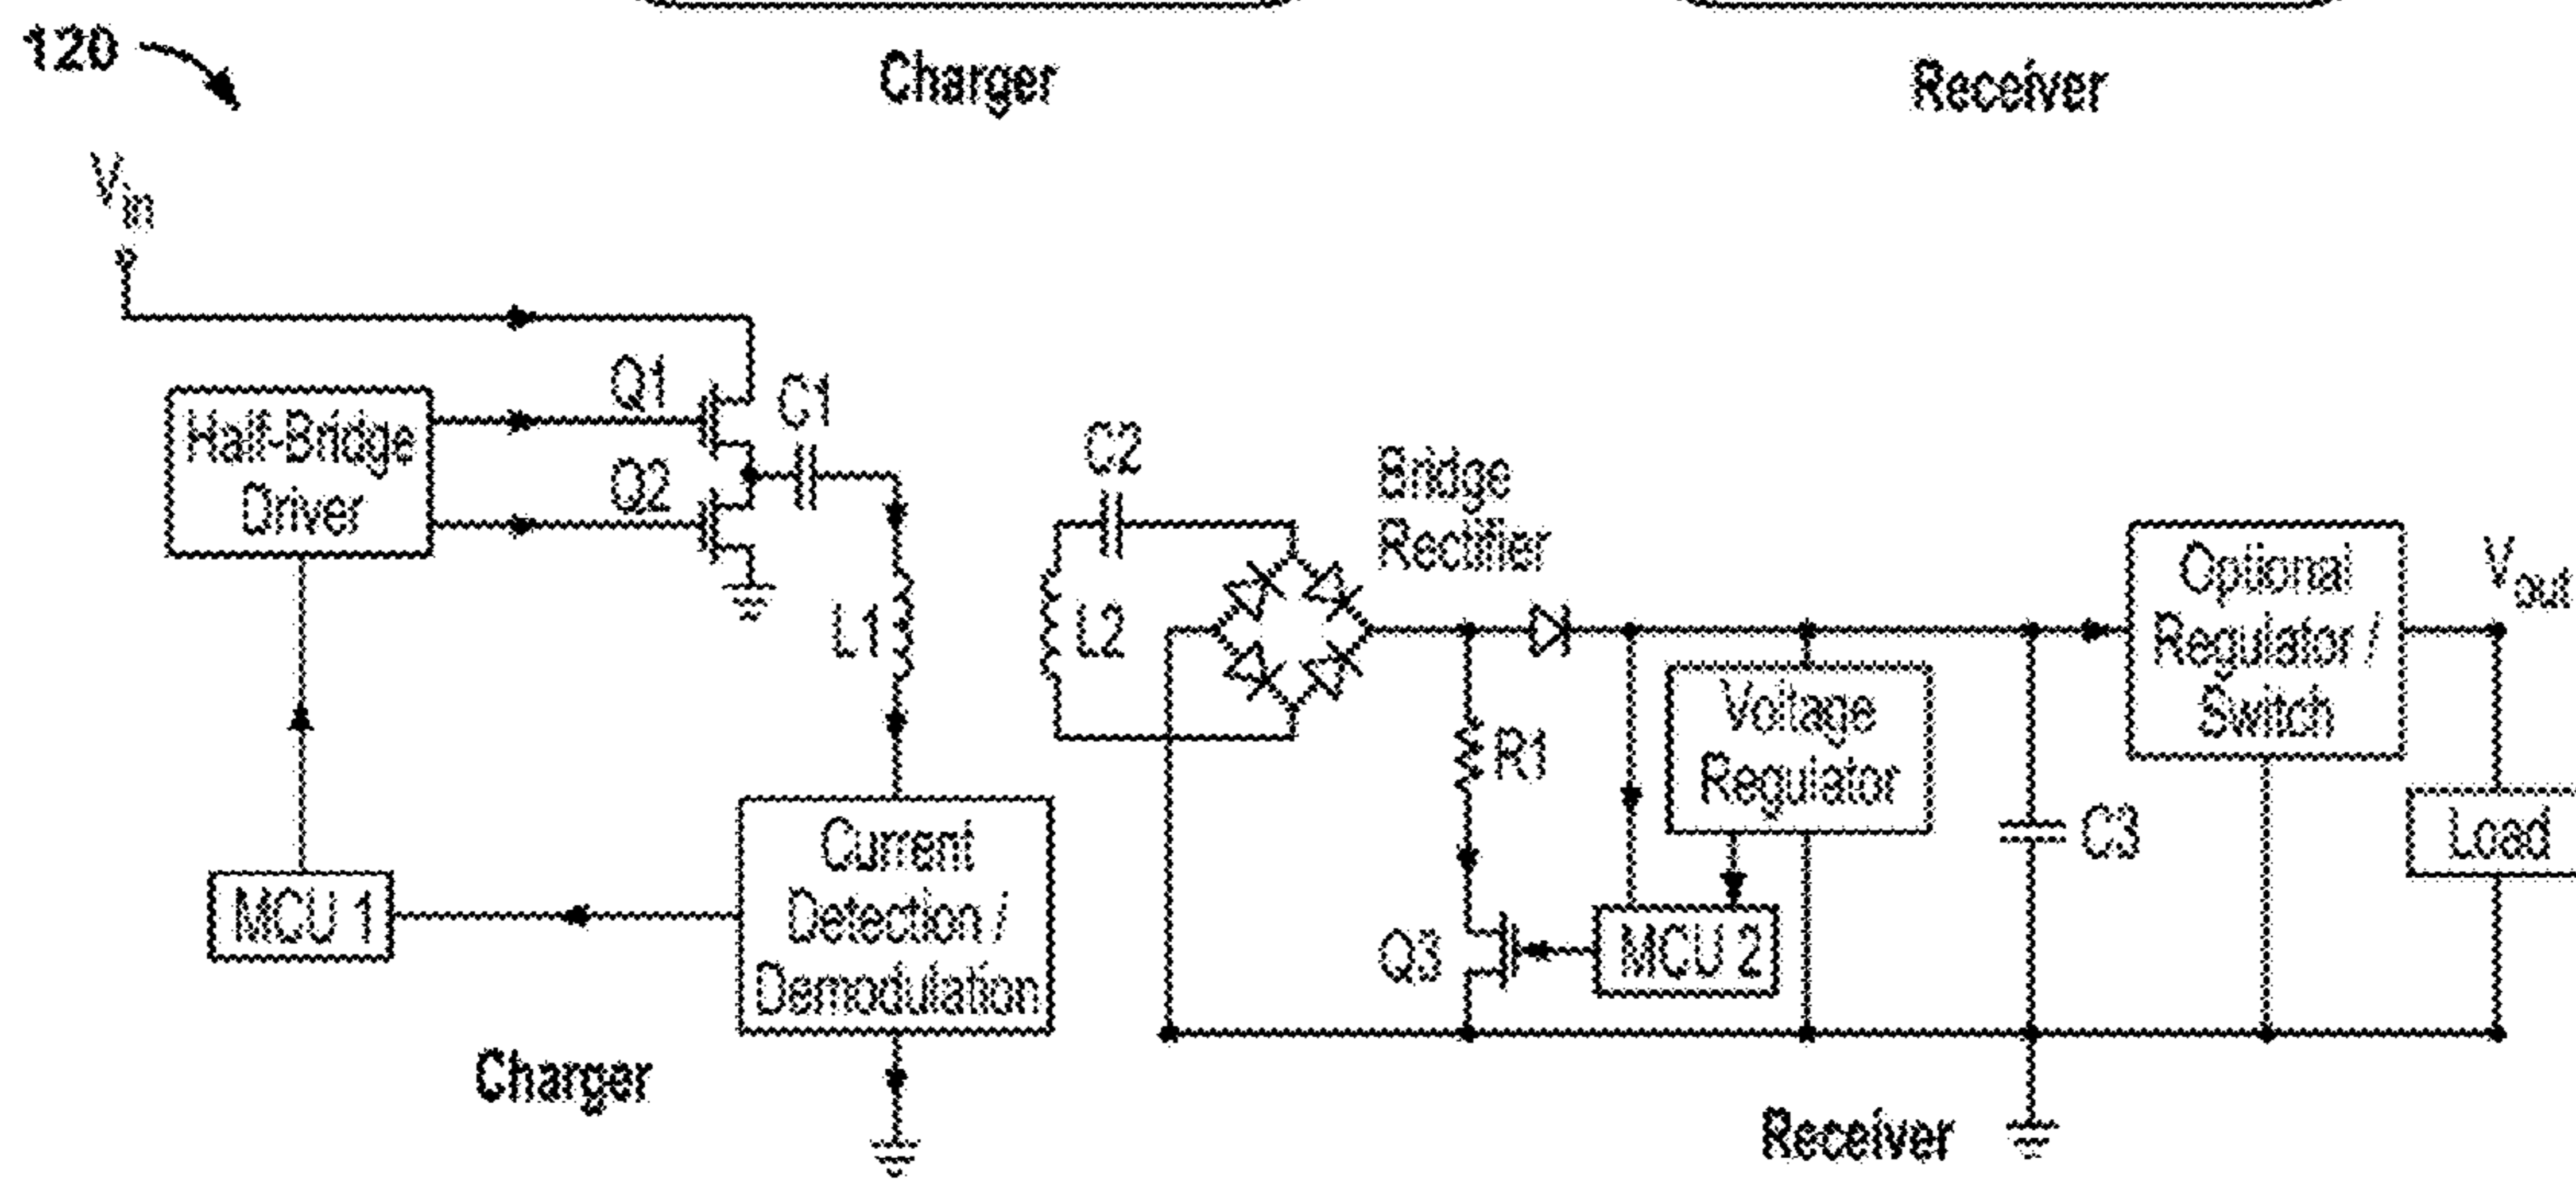 Charger
Receiver
120
Vin
Half-Bridge
Driver
Q1
Q2
C1
L1
MCU 1
Current
Detection /
Demodulation
Charger
C2
L2
Bridge
Rectifier
R1
Q3
MCU 2
Voltage
Regulator
C3
Optional
Regulator /
Switch
Vout
Load
Receiver